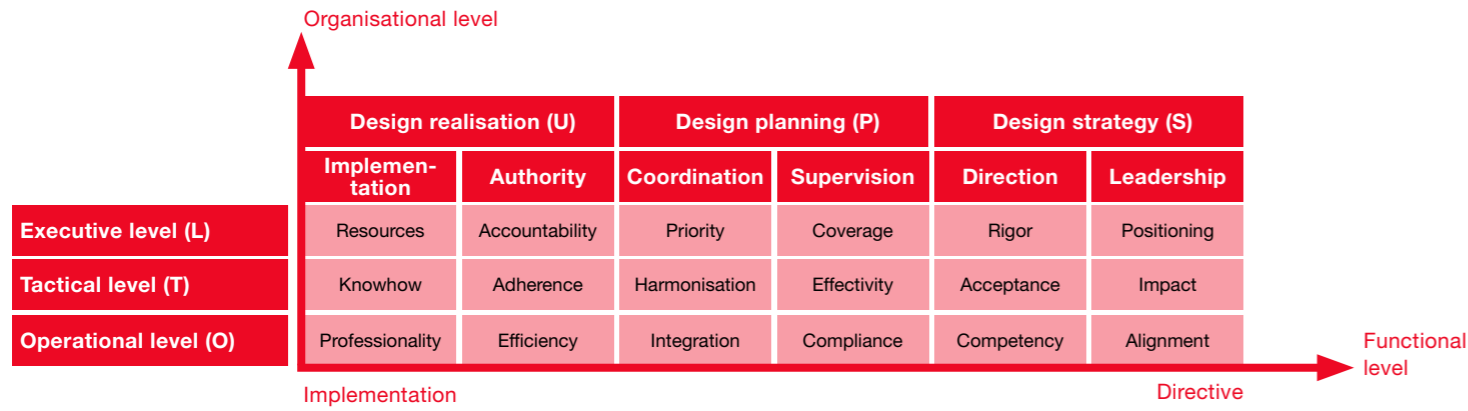 Organisational level
Design realisation (U) Design planning (P) Design strategy (S)
Implemen-
tation Authority Coordination Supervision Direction Leadership
Executive level (L) Resources Accountability Priority Coverage Rigor Positioning
Tactical level (T) Knowhow Adherence Harmonisation Effectivity Acceptance Impact
Operational level (O) Professionality Efficiency Integration Compliance Competency Alignment
Functional
level
Implementation Directive